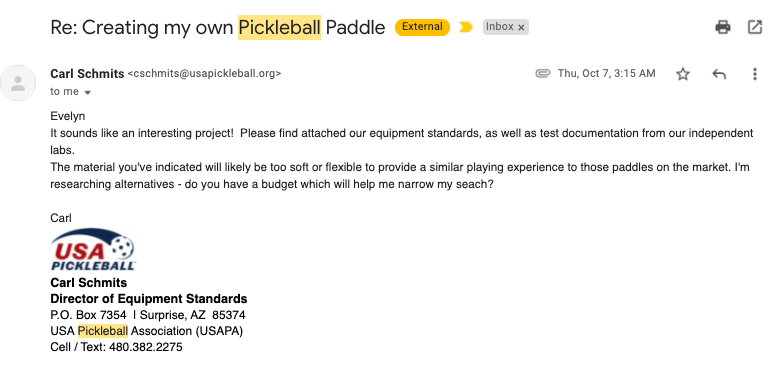 Re: Creating my own Pickleball Paddle External Inbox x
Carl Schmits <cschmits@usapickleball.org> Thu, Oct 7, 3:15 AM
to me
Evelyn
It sounds like an interesting project!  Please find attached our equipment standards, as well as test documentation from our independent
labs.
The material you've indicated will likely be too soft or flexible to provide a similar playing experience to those paddles on the market. I'm
researching alternatives - do you have a budget which will help me narrow my seach?
Carl
USA
PICKLEBALL
Carl Schmits
Director of Equipment Standards
P.O. Box 7354  | Surprise, AZ  85374
USA Pickleball Association (USAPA)
Cell / Text: 480.382.2275